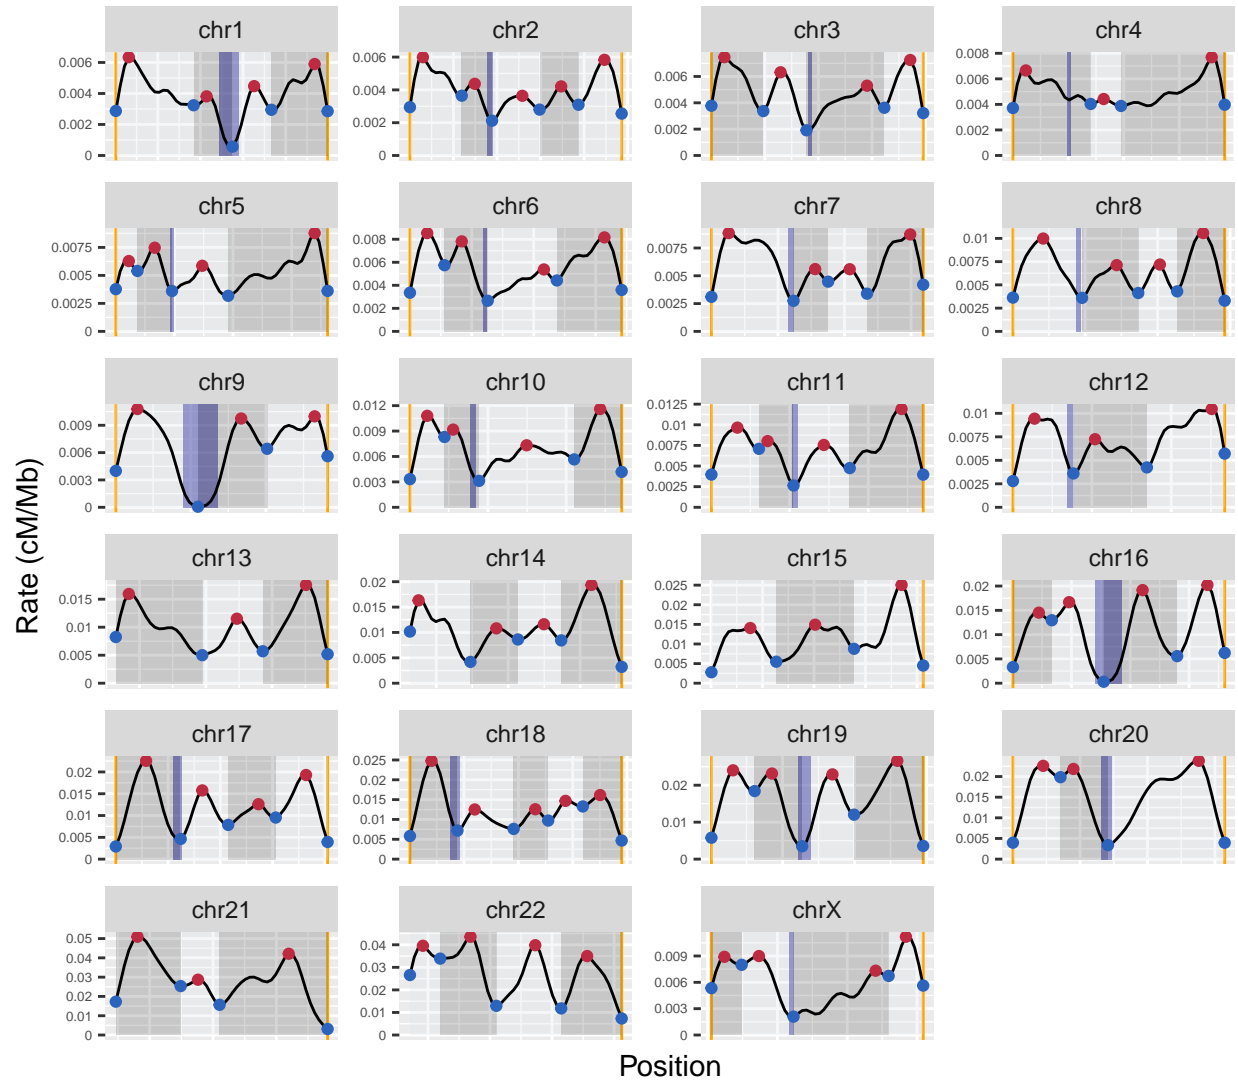 chr1 chr2 chr3 chr4
0.006 0.004 0.002 0
0.006 0.004 0.002 0
0.006 0.004 0.002 0
0.008 0.006 0.004 0.002 0
chr5 chr6 chr7 chr8
0.0075 0.005 0.0025 0
0.008 0.006 0.004 0.002 0
0.0075 0.005 0.0025 0
0.01 0.0075 0.005 0.0025 0
chr9 chr10 chr11 chr12
0.009 0.006 0.003 0
0.012 0.009 0.006 0.003 0
0.0125 0.01 0.0075 0.005 0.0025 0
0.01 0.0075 0.005 0.0025 0
Rate (cM/Mb)
chr13 chr14 chr15 chr16
0.015 0.01 0.005 0
0.02 0.015 0.01 0.005 0
0.025 0.02 0.015 0.01 0.005 0
0.02 0.015 0.01 0.005 0
chr17 chr18 chr19 chr20
0.02 0.015 0.01 0.005 0
0.025 0.02 0.015 0.01 0.005 0
0.02 0.01 0
0.02 0.015 0.01 0.005 0
chr21 chr22 chrX
0.05 0.04 0.03 0.02 0.01 0
0.04 0.03 0.02 0.01 0
0.009 0.006 0.003 0
Position